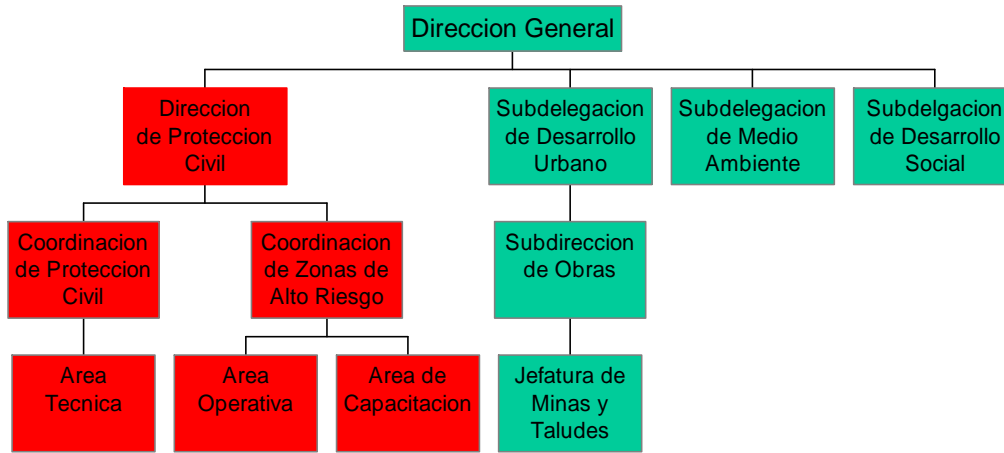 Direccion General
Direccion
de Proteccion
Civil
Subdelegacion
de Desarrollo
Urbano
Subdelegacion
de Medio
Ambiente
Subdelgacion
de Desarrollo
Social
Coordinacion
de Proteccion
Civil
Coordinacion
de Zonas de
Alto Riesgo
Subdireccion
de Obras
Area
Tecnica
Area
Operativa
Area de
Capacitacion
Jefatura de
Minas y
Taludes